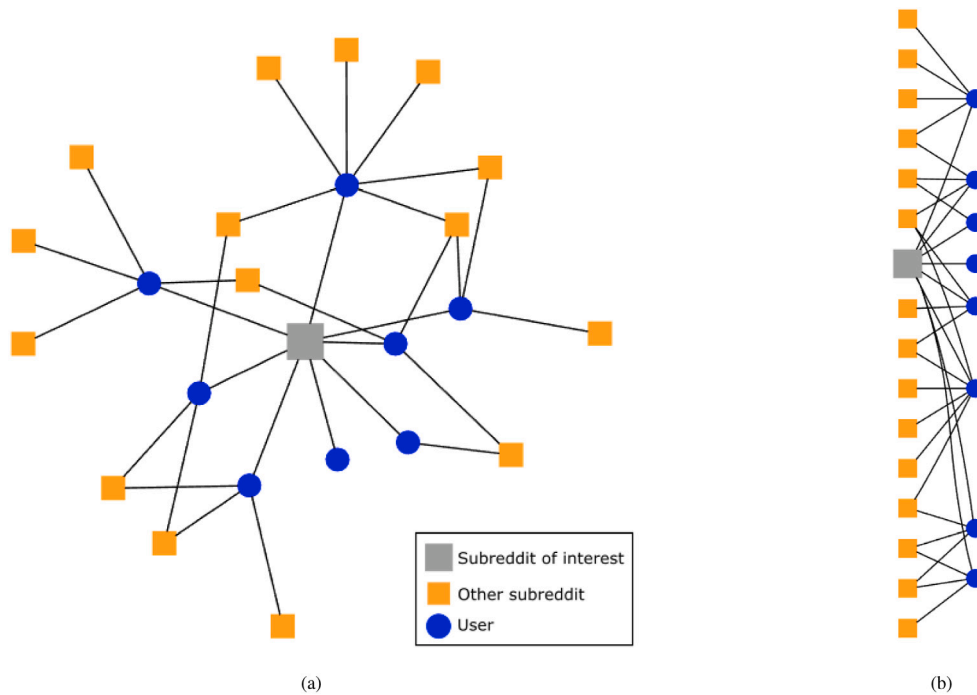 Subreddit of interest
Other subreddit
User
(a)
(b)